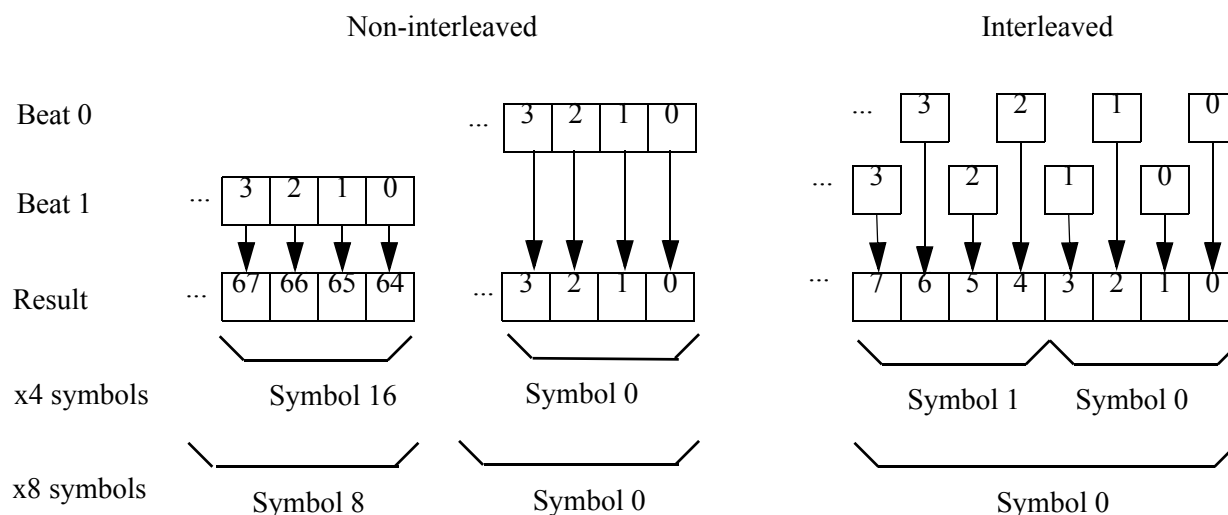 Non-interleaved Interleaved
Beat 0 ... 3 2 1 0 ... 3 2 1 0
Beat 1 ... 3 2 1 0 ... 3 2 1 0
Result ... 67 66 65 64 ... 3 2 1 0 ... 7 6 5 4 3 2 1 0
x4 symbols Symbol 16 Symbol 0 Symbol 1 Symbol 0
x8 symbols Symbol 8 Symbol 0 Symbol 0